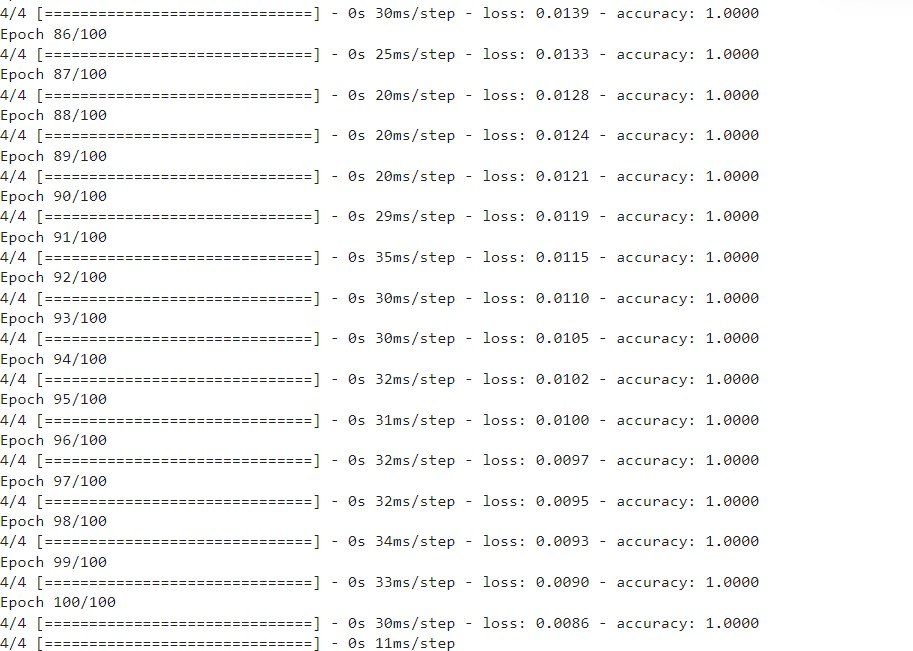 4/4 [==============================] - 0s 30ms/step - loss: 0.0139 - accuracy: 1.0000
Epoch 86/100
4/4 [==============================] - 0s 25ms/step - loss: 0.0133 - accuracy: 1.0000
Epoch 87/100
4/4 [==============================] - 0s 20ms/step - loss: 0.0128 - accuracy: 1.0000
Epoch 88/100
4/4 [==============================] - 0s 20ms/step - loss: 0.0124 - accuracy: 1.0000
Epoch 89/100
4/4 [==============================] - 0s 20ms/step - loss: 0.0121 - accuracy: 1.0000
Epoch 90/100
4/4 [==============================] - 0s 29ms/step - loss: 0.0119 - accuracy: 1.0000
Epoch 91/100
4/4 [==============================] - 0s 35ms/step - loss: 0.0115 - accuracy: 1.0000
Epoch 92/100
4/4 [==============================] - 0s 30ms/step - loss: 0.0110 - accuracy: 1.0000
Epoch 93/100
4/4 [==============================] - 0s 30ms/step - loss: 0.0105 - accuracy: 1.0000
Epoch 94/100
4/4 [==============================] - 0s 32ms/step - loss: 0.0102 - accuracy: 1.0000
Epoch 95/100
4/4 [==============================] - 0s 31ms/step - loss: 0.0100 - accuracy: 1.0000
Epoch 96/100
4/4 [==============================] - 0s 32ms/step - loss: 0.0097 - accuracy: 1.0000
Epoch 97/100
4/4 [==============================] - 0s 32ms/step - loss: 0.0095 - accuracy: 1.0000
Epoch 98/100
4/4 [==============================] - 0s 34ms/step - loss: 0.0093 - accuracy: 1.0000
Epoch 99/100
4/4 [==============================] - 0s 33ms/step - loss: 0.0090 - accuracy: 1.0000
Epoch 100/100
4/4 [==============================] - 0s 30ms/step - loss: 0.0086 - accuracy: 1.0000
4/4 [==============================] - 0s 11ms/step